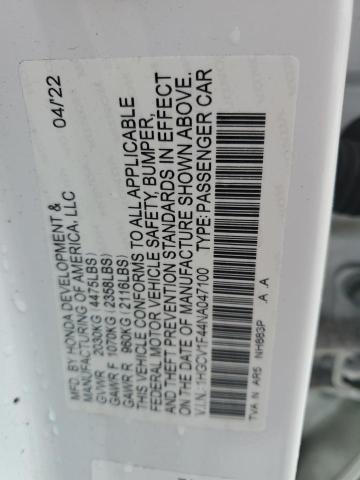 MFD. BY HONDA DEVELOPMENT & 04/'22
MANUFACTURING OF AMERICA, LLC
GVWR 2030KG (4475LBS)
GAWR F 1070KG (2358LBS)
GAWR R 960KG (2116LBS)
THIS VEHICLE CONFORMS TO ALL APPLICABLE
FEDERAL MOTOR VEHICLE SAFETY, BUMPER,
AND THEFT PREVENTION STANDARDS IN EFFECT
ON THE DATE OF MANUFACTURE SHOWN ABOVE.
V.I.N.: 1HGCV1F44NA047100 TYPE: PASSENGER CAR
TVA N AR5 NH883P .A .A